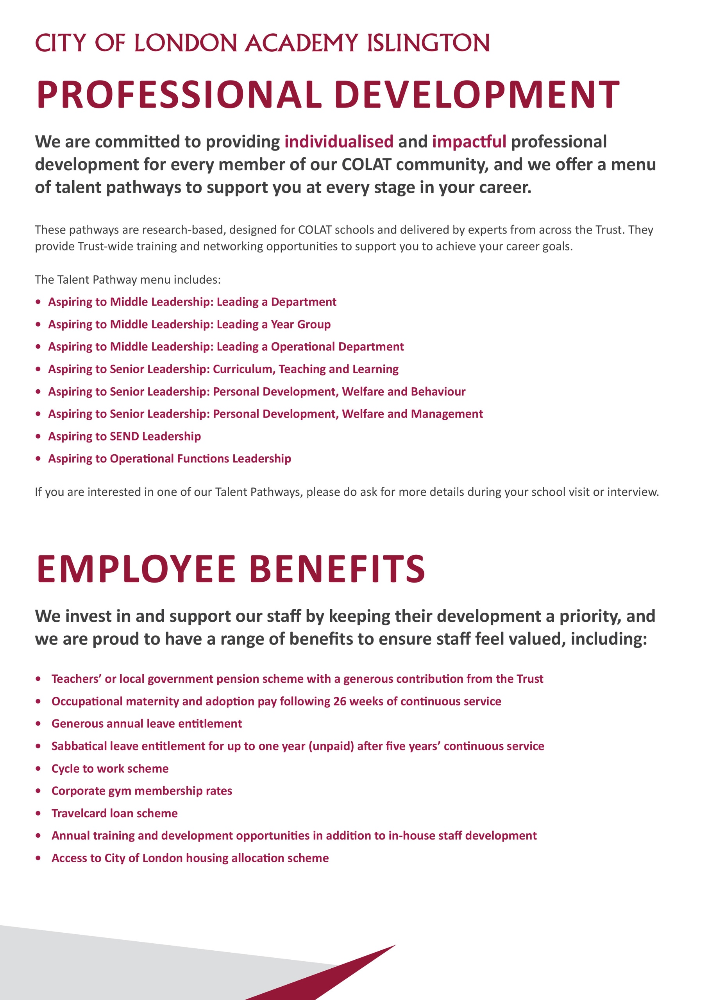 CITY OF LONDON ACADEMY ISLINGTON
PROFESSIONAL DEVELOPMENT
We are committed to providing individualised and impactful professional
development for every member of our COLAT community, and we offer a menu
of talent pathways to support you at every stage in your career.
These pathways are research-based, designed for COLAT schools and delivered by experts from across the Trust. They
provide Trust-wide training and networking opportunities to support you to achieve your career goals.
The Talent Pathway menu includes:
• Aspiring to Middle Leadership: Leading a Department
• Aspiring to Middle Leadership: Leading a Year Group
• Aspiring to Middle Leadership: Leading a Operational Department
• Aspiring to Senior Leadership: Curriculum, Teaching and Learning
• Aspiring to Senior Leadership: Personal Development, Welfare and Behaviour
• Aspiring to Senior Leadership: Personal Development, Welfare and Management
• Aspiring to SEND Leadership
• Aspiring to Operational Functions Leadership
If you are interested in one of our Talent Pathways, please do ask for more details during your school visit or interview.
EMPLOYEE BENEFITS
We invest in and support our staff by keeping their development a priority, and
we are proud to have a range of benefits to ensure staff feel valued, including:
• Teachers’ or local government pension scheme with a generous contribution from the Trust
• Occupational maternity and adoption pay following 26 weeks of continuous service
• Generous annual leave entitlement
• Sabbatical leave entitlement for up to one year (unpaid) after five years’ continuous service
• Cycle to work scheme
• Corporate gym membership rates
• Travelcard loan scheme
• Annual training and development opportunities in addition to in-house staff development
• Access to City of London housing allocation scheme